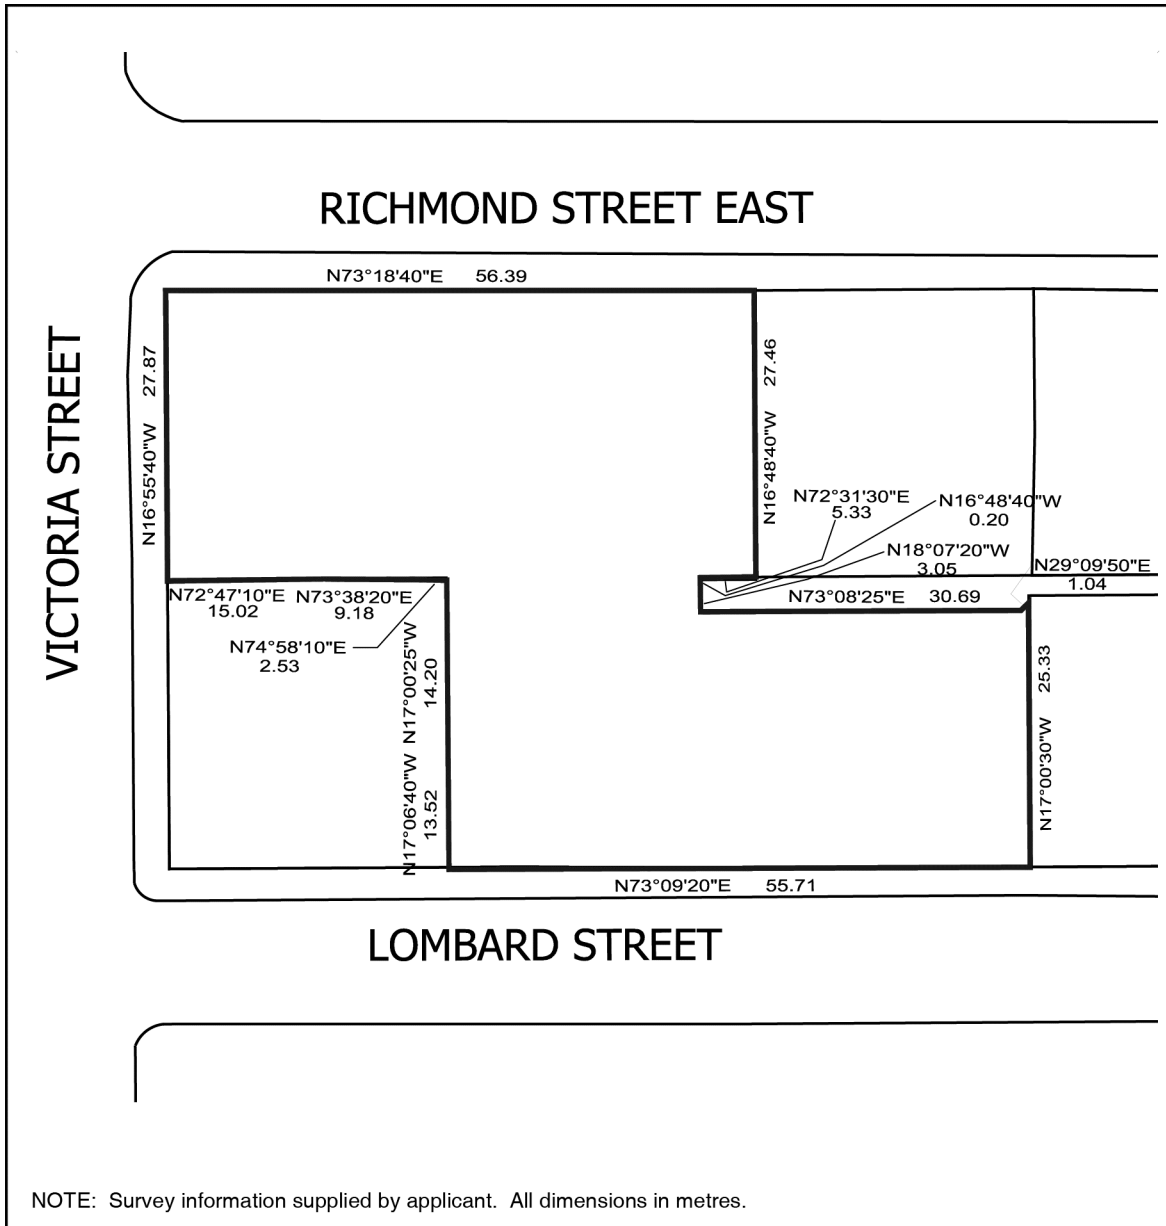 RICHMOND STREET EAST
N73°18'40"E 56.39
VICTORIA STREET
N16°55'40"W 27.87
N16°48'40"W 27.46
N72°31'30"E
5.33
N16°48'40"W
0.20
N18°07'20"W
3.05
N29°09'50"E
1.04
N73°08'25"E 30.69
N72°47'10"E
15.02
N73°38'20"E
9.18
N74°58'10"E
2.53
N17°00'25"W
14.20
N17°06'40"W
13.52
N17°00'30"W 25.33
N73°09'20"E 55.71
LOMBARD STREET
NOTE: Survey information supplied by applicant. All dimensions in metres.